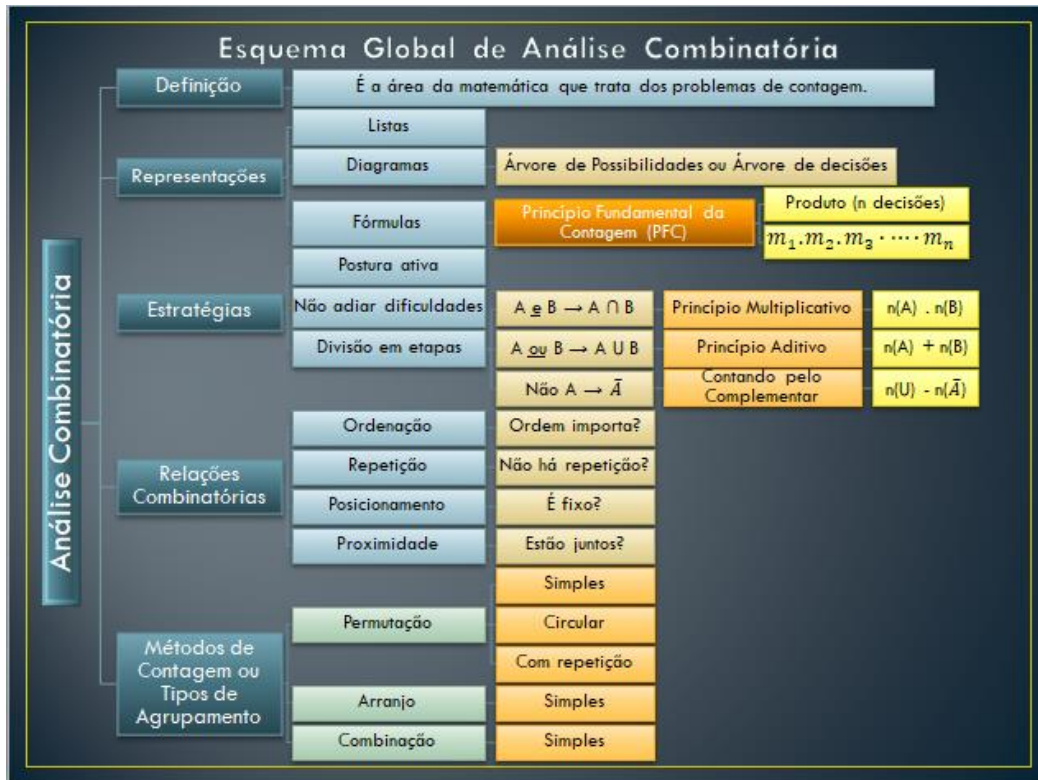 Esquema Global de Análise Combinatória
Análise Combinatória
Definição
É a área da matemática que trata dos problemas de contagem.
Representações
Listas
Diagramas
Árvore de Possibilidades ou Árvore de decisões
Fórmulas
Princípio Fundamental da
Contagem (PFC)
Produto (n decisões)
m₁.m₂.m₃ · ···· mₙ
Estratégias
Postura ativa
Não adiar dificuldades
Divisão em etapas
A e B → A ∩ B
Princípio Multiplicativo
n(A) . n(B)
A ou B → A U B
Princípio Aditivo
n(A) + n(B)
Não A → Ā
Contando pelo
Complementar
n(U) - n(Ā)
Relações
Combinatórias
Ordenação
Ordem importa?
Repetição
Não há repetição?
Posicionamento
É fixo?
Proximidade
Estão juntos?
Métodos de
Contagem ou
Tipos de
Agrupamento
Permutação
Simples
Circular
Com repetição
Arranjo
Simples
Combinação
Simples